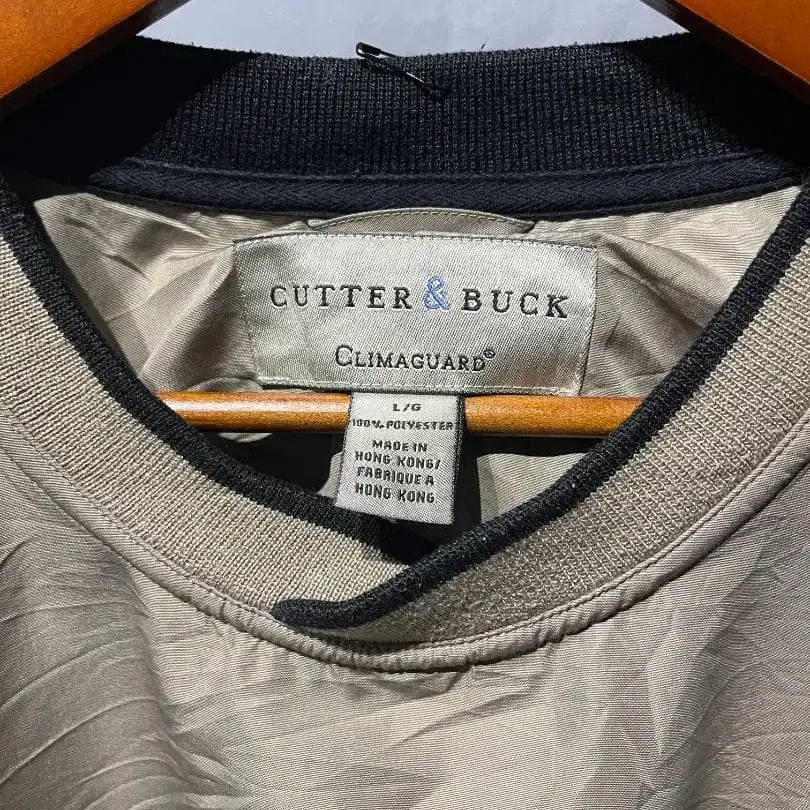 CUTTER & BUCK
CLIMAGUARD®
L/G
100% POLYESTER
MADE IN
HONG KONG/
FABRIQUE A
HONG KONG